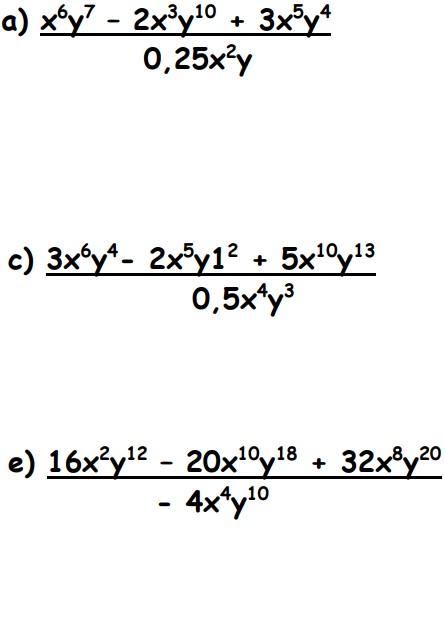 a) x⁶y⁷ – 2x³y¹⁰ + 3x⁵y⁴
0,25x²y
c) 3x⁶y⁴- 2x⁵y1² + 5x¹⁰y¹³
0,5x⁴y³
e) 16x²y¹² – 20x¹⁰y¹⁸ + 32x⁸y²⁰
- 4x⁴y¹⁰